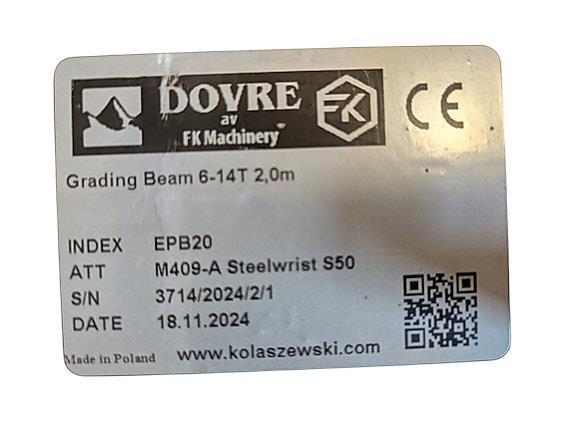 DOVRE
av
FK Machinery
FK
CE
Grading Beam 6-14T 2,0m
INDEX EPB20
ATT M409-A Steelwrist S50
S/N 3714/2024/2/1
DATE 18.11.2024
Made in Poland www.kolaszewski.com